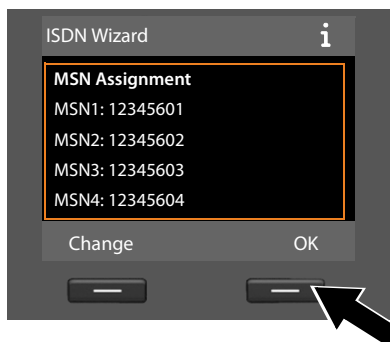 ISDN Wizard i
MSN Assignment
MSN1: 12345601
MSN2: 12345602
MSN3: 12345603
MSN4: 12345604
Change OK